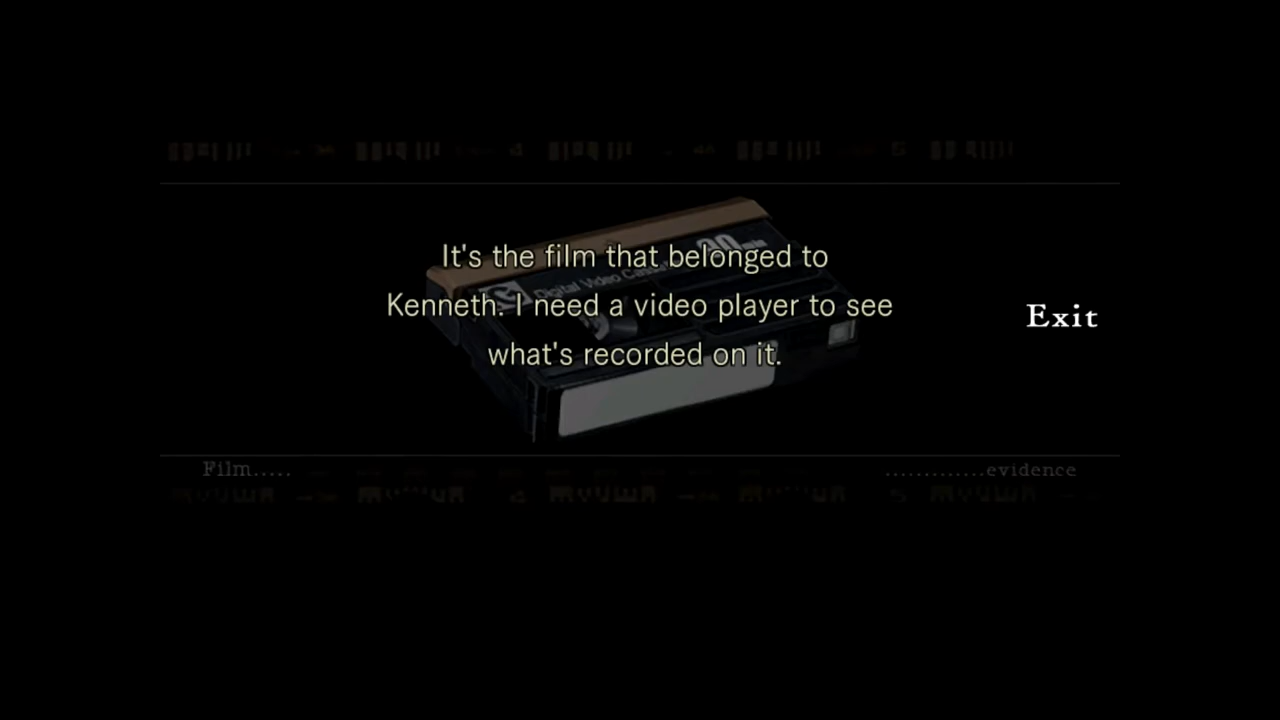 It's the film that belonged to
Kenneth. I need a video player to see
what's recorded on it.
Exit
Film.....
.............evidence